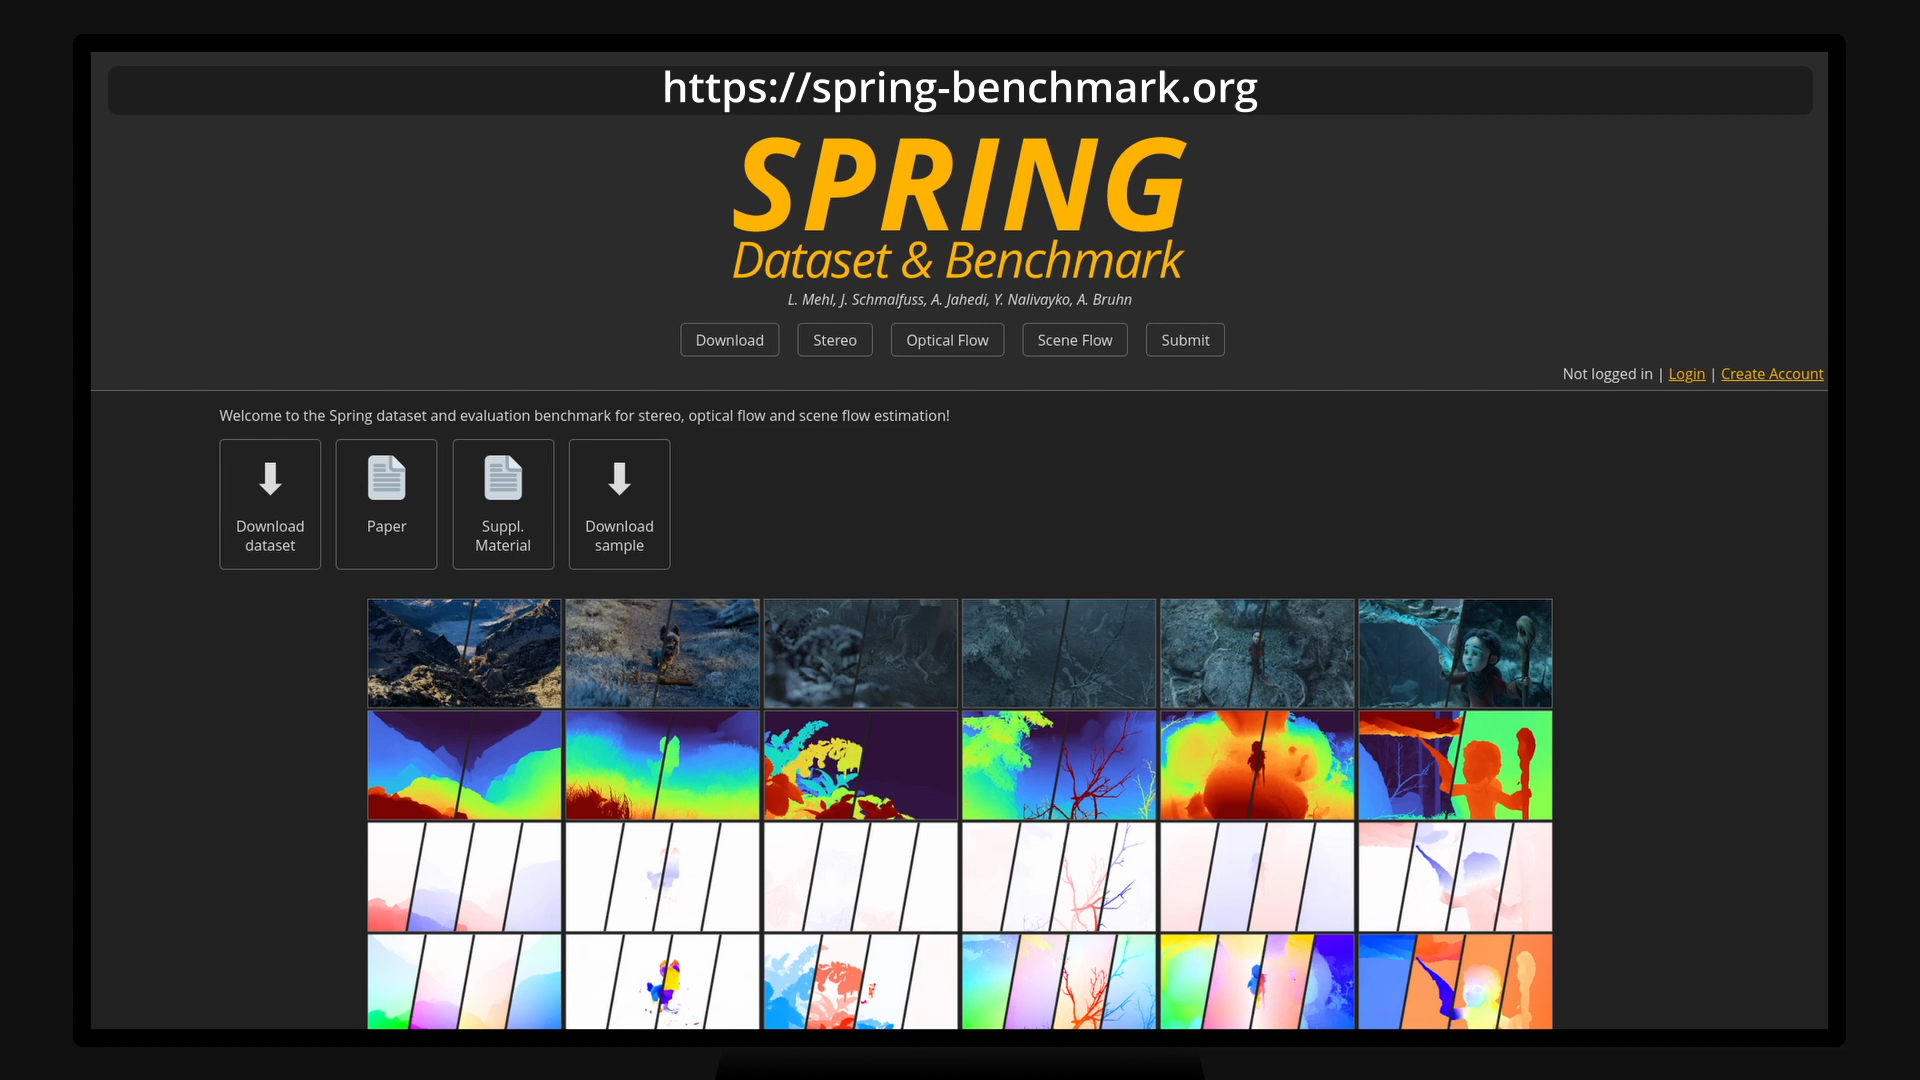 https://spring-benchmark.org
SPRING
Dataset & Benchmark
L. Mehl, J. Schmalfuss, A. Jahedi, Y. Nalivayko, A. Bruhn
Download Stereo Optical Flow Scene Flow Submit
Not logged in | Login | Create Account
Welcome to the Spring dataset and evaluation benchmark for stereo, optical flow and scene flow estimation!
Download dataset
Paper
Suppl. Material
Download sample